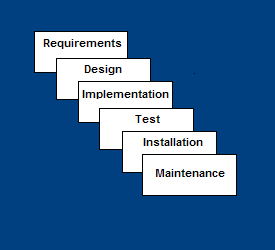 Requirements
Design
Implementation
Test
Installation
Maintenance